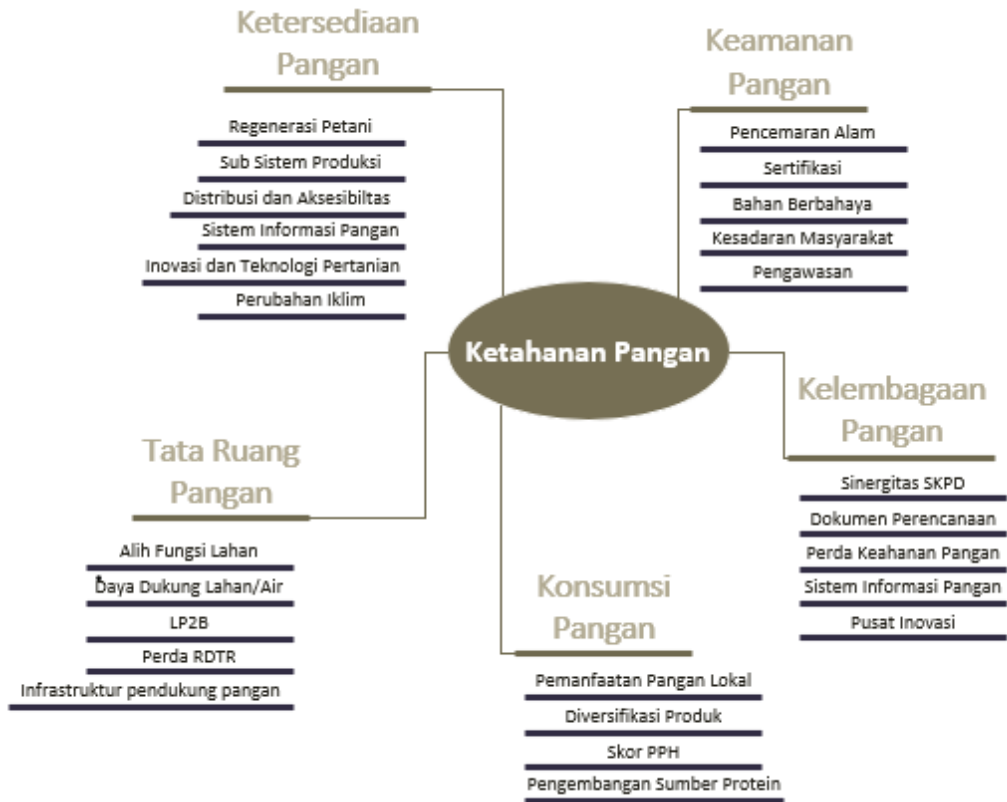 Ketersediaan
Pangan
Regenerasi Petani
Sub Sistem Produksi
Distribusi dan Aksesibiltas
Sistem Informasi Pangan
Inovasi dan Teknologi Pertanian
Perubahan Iklim
Keamanan
Pangan
Pencemaran Alam
Sertifikasi
Bahan Berbahaya
Kesadaran Masyarakat
Pengawasan
Ketahanan Pangan
Kelembagaan
Pangan
Sinergitas SKPD
Dokumen Perencanaan
Perda Keahanan Pangan
Sistem Informasi Pangan
Pusat Inovasi
Tata Ruang
Pangan
Alih Fungsi Lahan
Daya Dukung Lahan/Air
LP2B
Perda RDTR
Infrastruktur pendukung pangan
Konsumsi
Pangan
Pemanfaatan Pangan Lokal
Diversifikasi Produk
Skor PPH
Pengembangan Sumber Protein